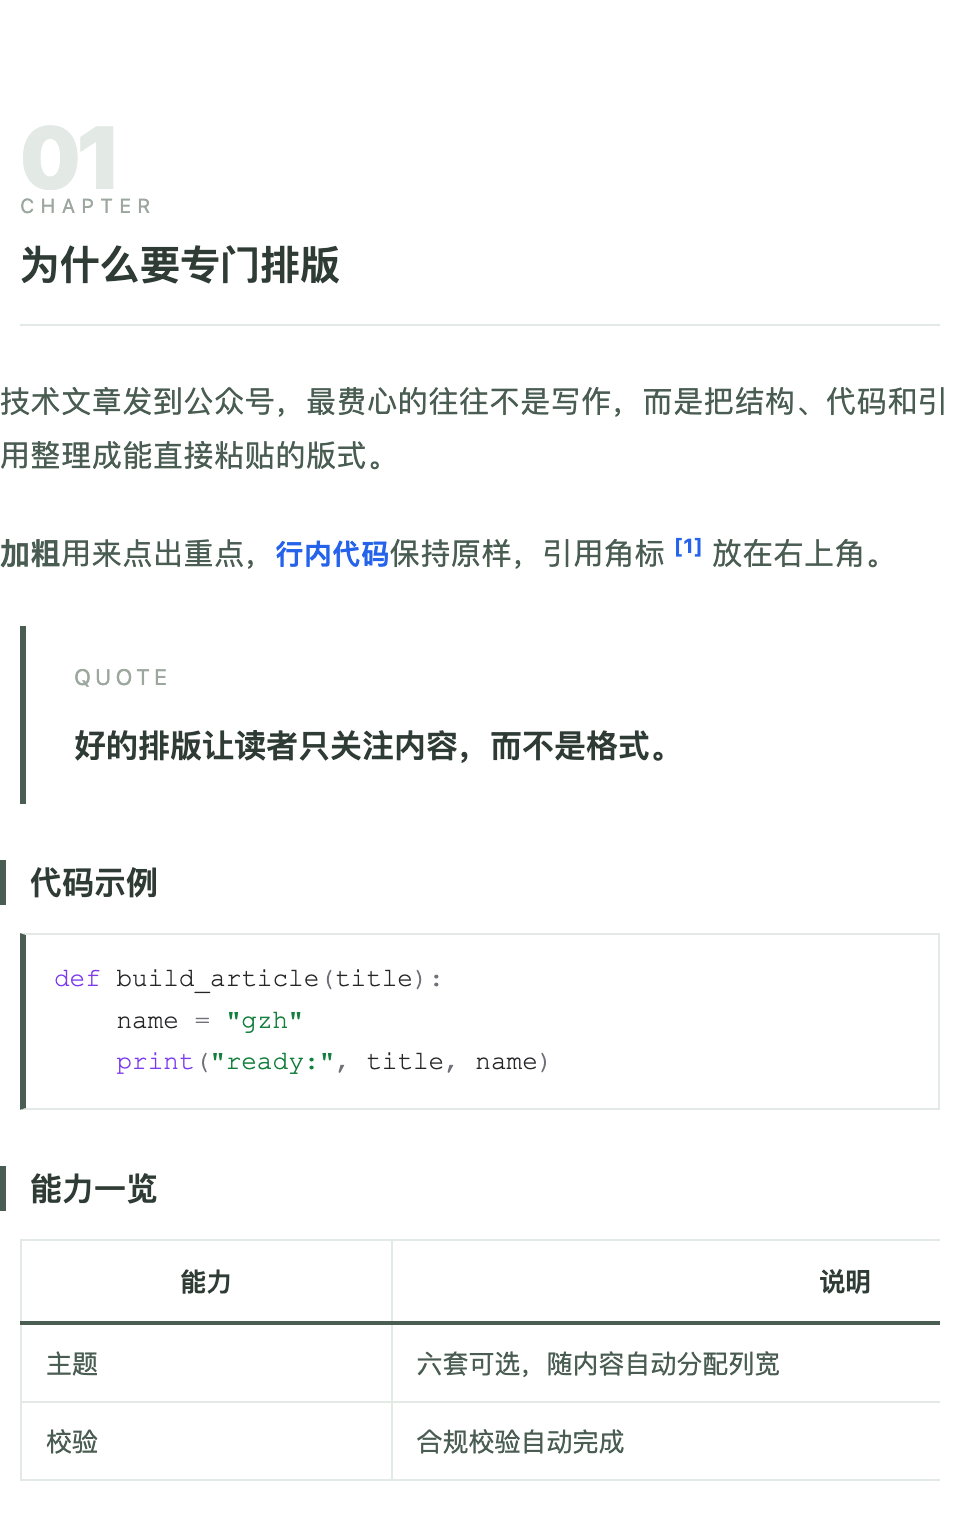 01
CHAPTER
为什么要专门排版
技术文章发到公众号，最费心的往往不是写作，而是把结构、代码和引
用整理成能直接粘贴的版式。
加粗用来点出重点，行内代码保持原样，引用角标 [1] 放在右上角。
QUOTE
好的排版让读者只关注内容，而不是格式。
代码示例
def build_article(title):
    name = "gzh"
    print("ready:", title, name)
能力一览
能力 说明
主题 六套可选，随内容自动分配列宽
校验 合规校验自动完成